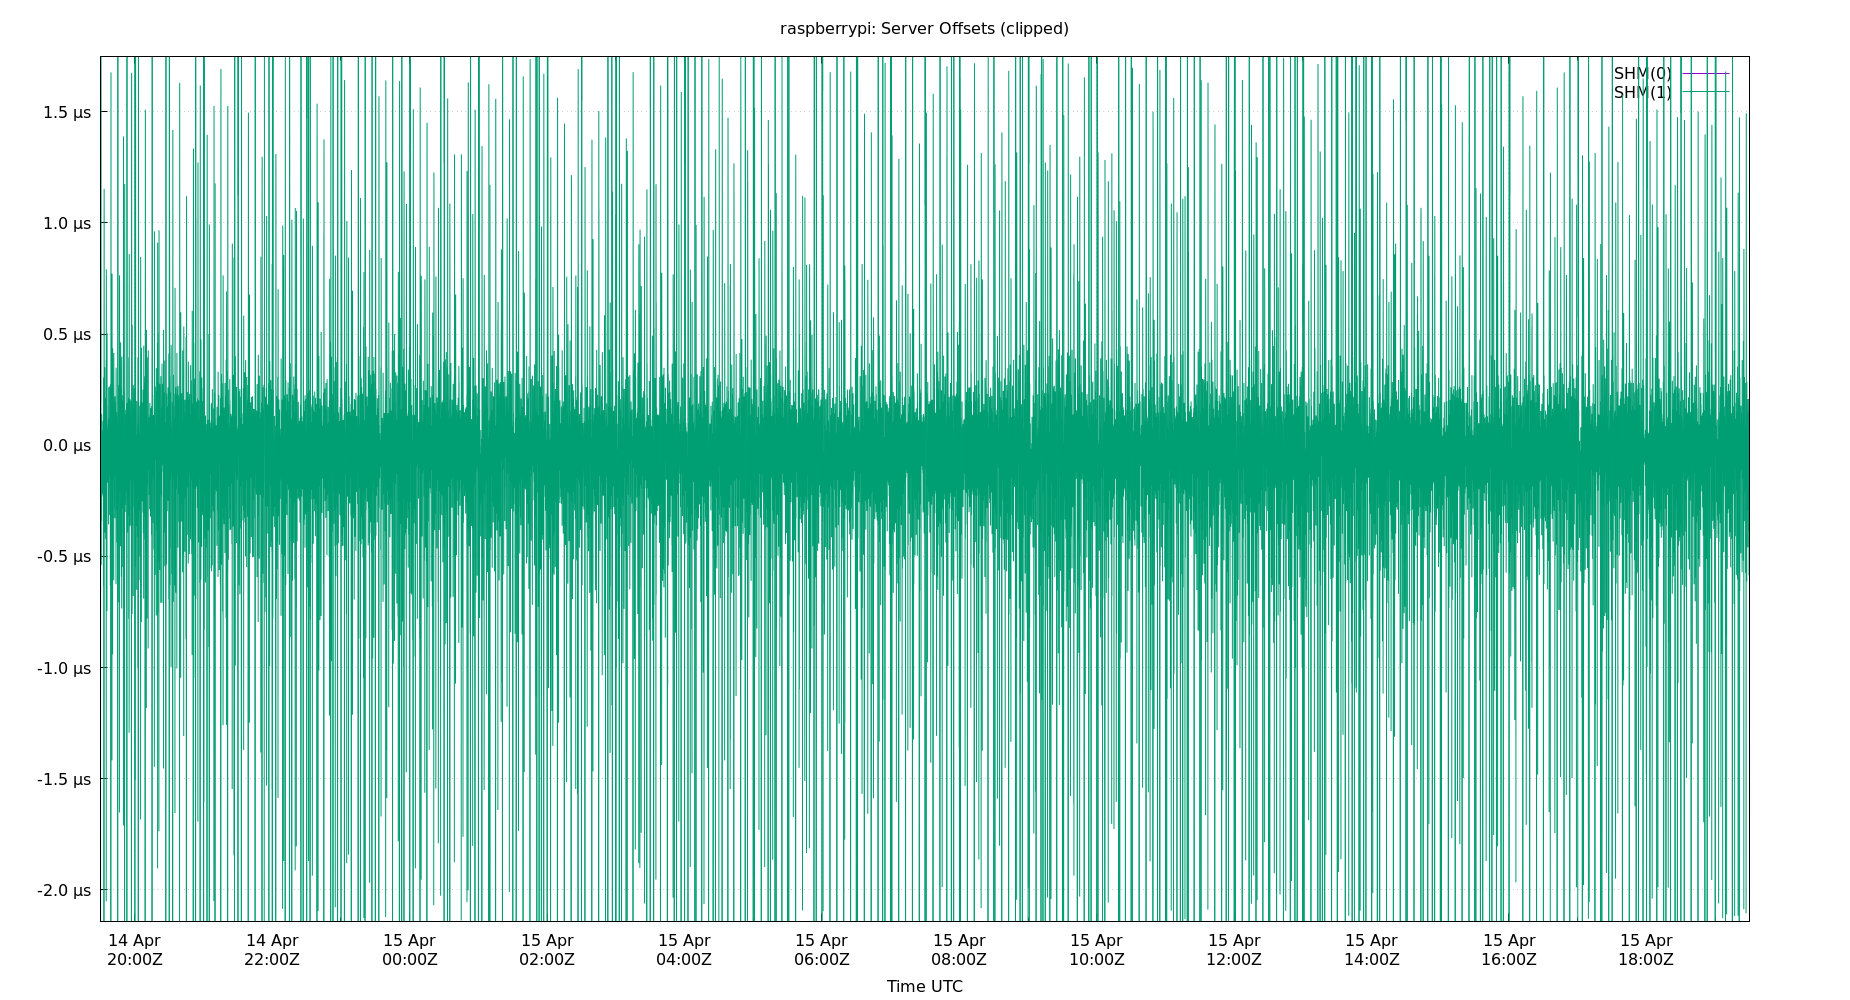 raspberrypi: Server Offsets (clipped)
SHM(0)
SHM(1)
1.5 µs
1.0 µs
0.5 µs
0.0 µs
-0.5 µs
-1.0 µs
-1.5 µs
-2.0 µs
14 Apr 14 Apr 15 Apr 15 Apr 15 Apr 15 Apr 15 Apr 15 Apr 15 Apr 15 Apr 15 Apr 15 Apr
20:00Z 22:00Z 00:00Z 02:00Z 04:00Z 06:00Z 08:00Z 10:00Z 12:00Z 14:00Z 16:00Z 18:00Z
Time UTC